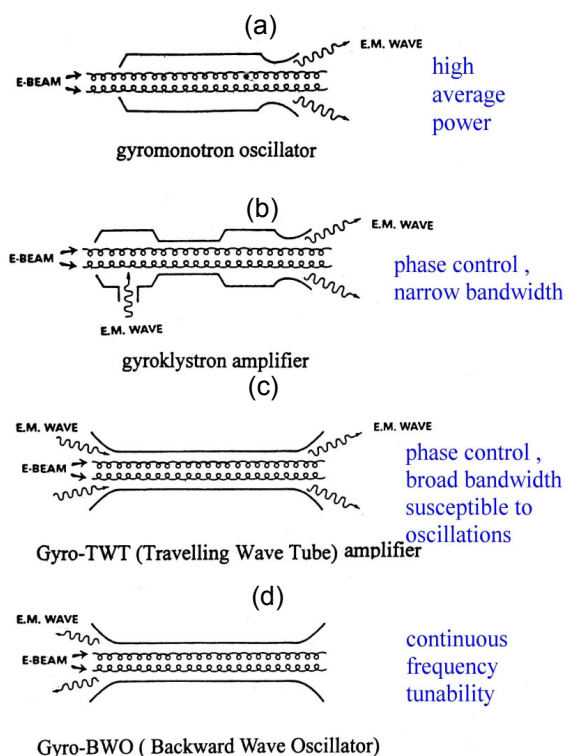 (a)
E.M. WAVE
E-BEAM
high
average
power
gyromonotron oscillator
(b)
E.M. WAVE
E-BEAM
phase control ,
narrow bandwidth
E.M. WAVE
gyroklystron amplifier
(c)
E.M. WAVE
E.M. WAVE
E-BEAM
phase control ,
broad bandwidth
susceptible to
oscillations
Gyro-TWT (Travelling Wave Tube) amplifier
(d)
E.M. WAVE
E-BEAM
continuous
frequency
tunability
Gyro-BWO ( Backward Wave Oscillator)